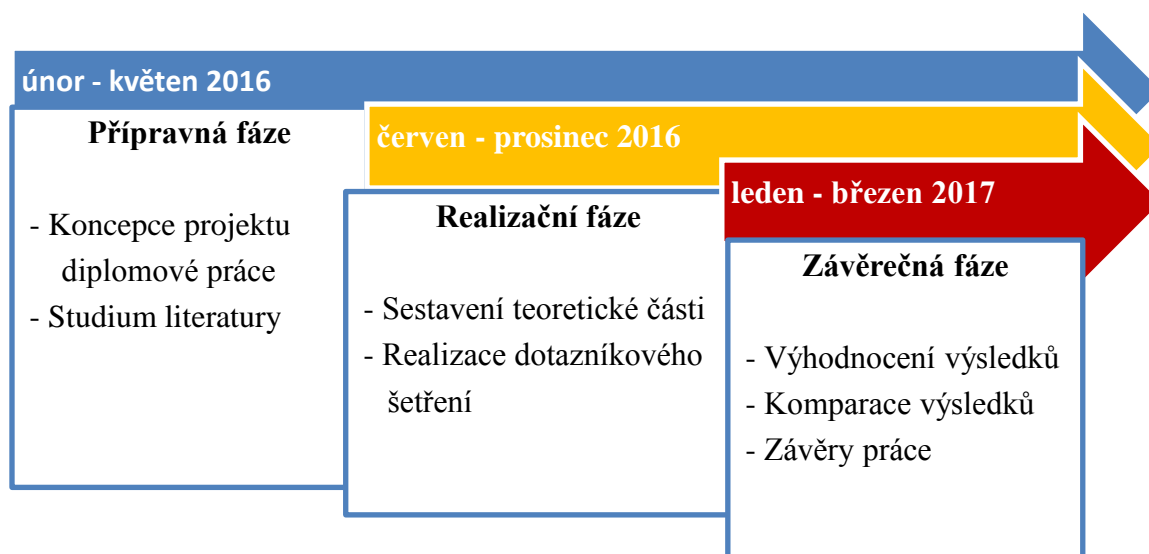 únor - květen 2016
Přípravná fáze
- Koncepce projektu
diplomové práce
- Studium literatury
červen - prosinec 2016
Realizační fáze
- Sestavení teoretické části
- Realizace dotazníkového
šetření
leden - březen 2017
Závěrečná fáze
- Výhodnocení výsledků
- Komparace výsledků
- Závěry práce